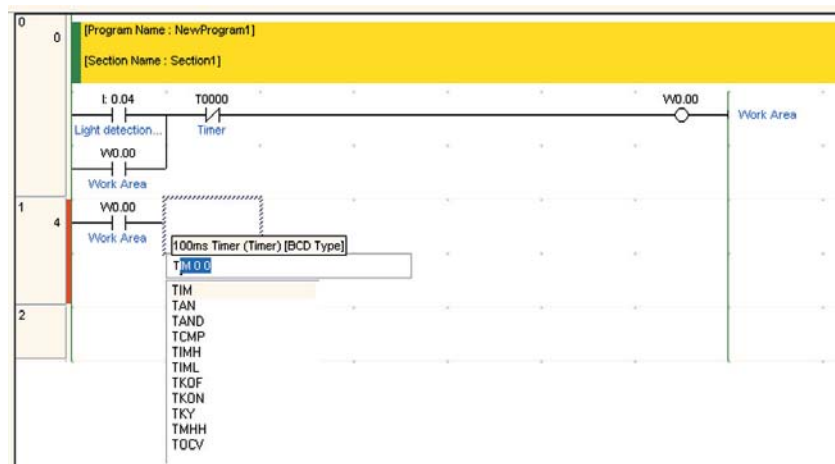 0
0
[Program Name : NewProgram1]
[Section Name : Section1]
I: 0.04 T0000 W0.00
Light detection... Timer Work Area
W0.00
Work Area
1
4
W0.00
Work Area
100ms Timer (Timer) [BCD Type]
TIM 0 0
TIM
TAN
TAND
TCMP
TIMH
TIML
TKOF
TKON
TKY
TMHH
TOCV
2